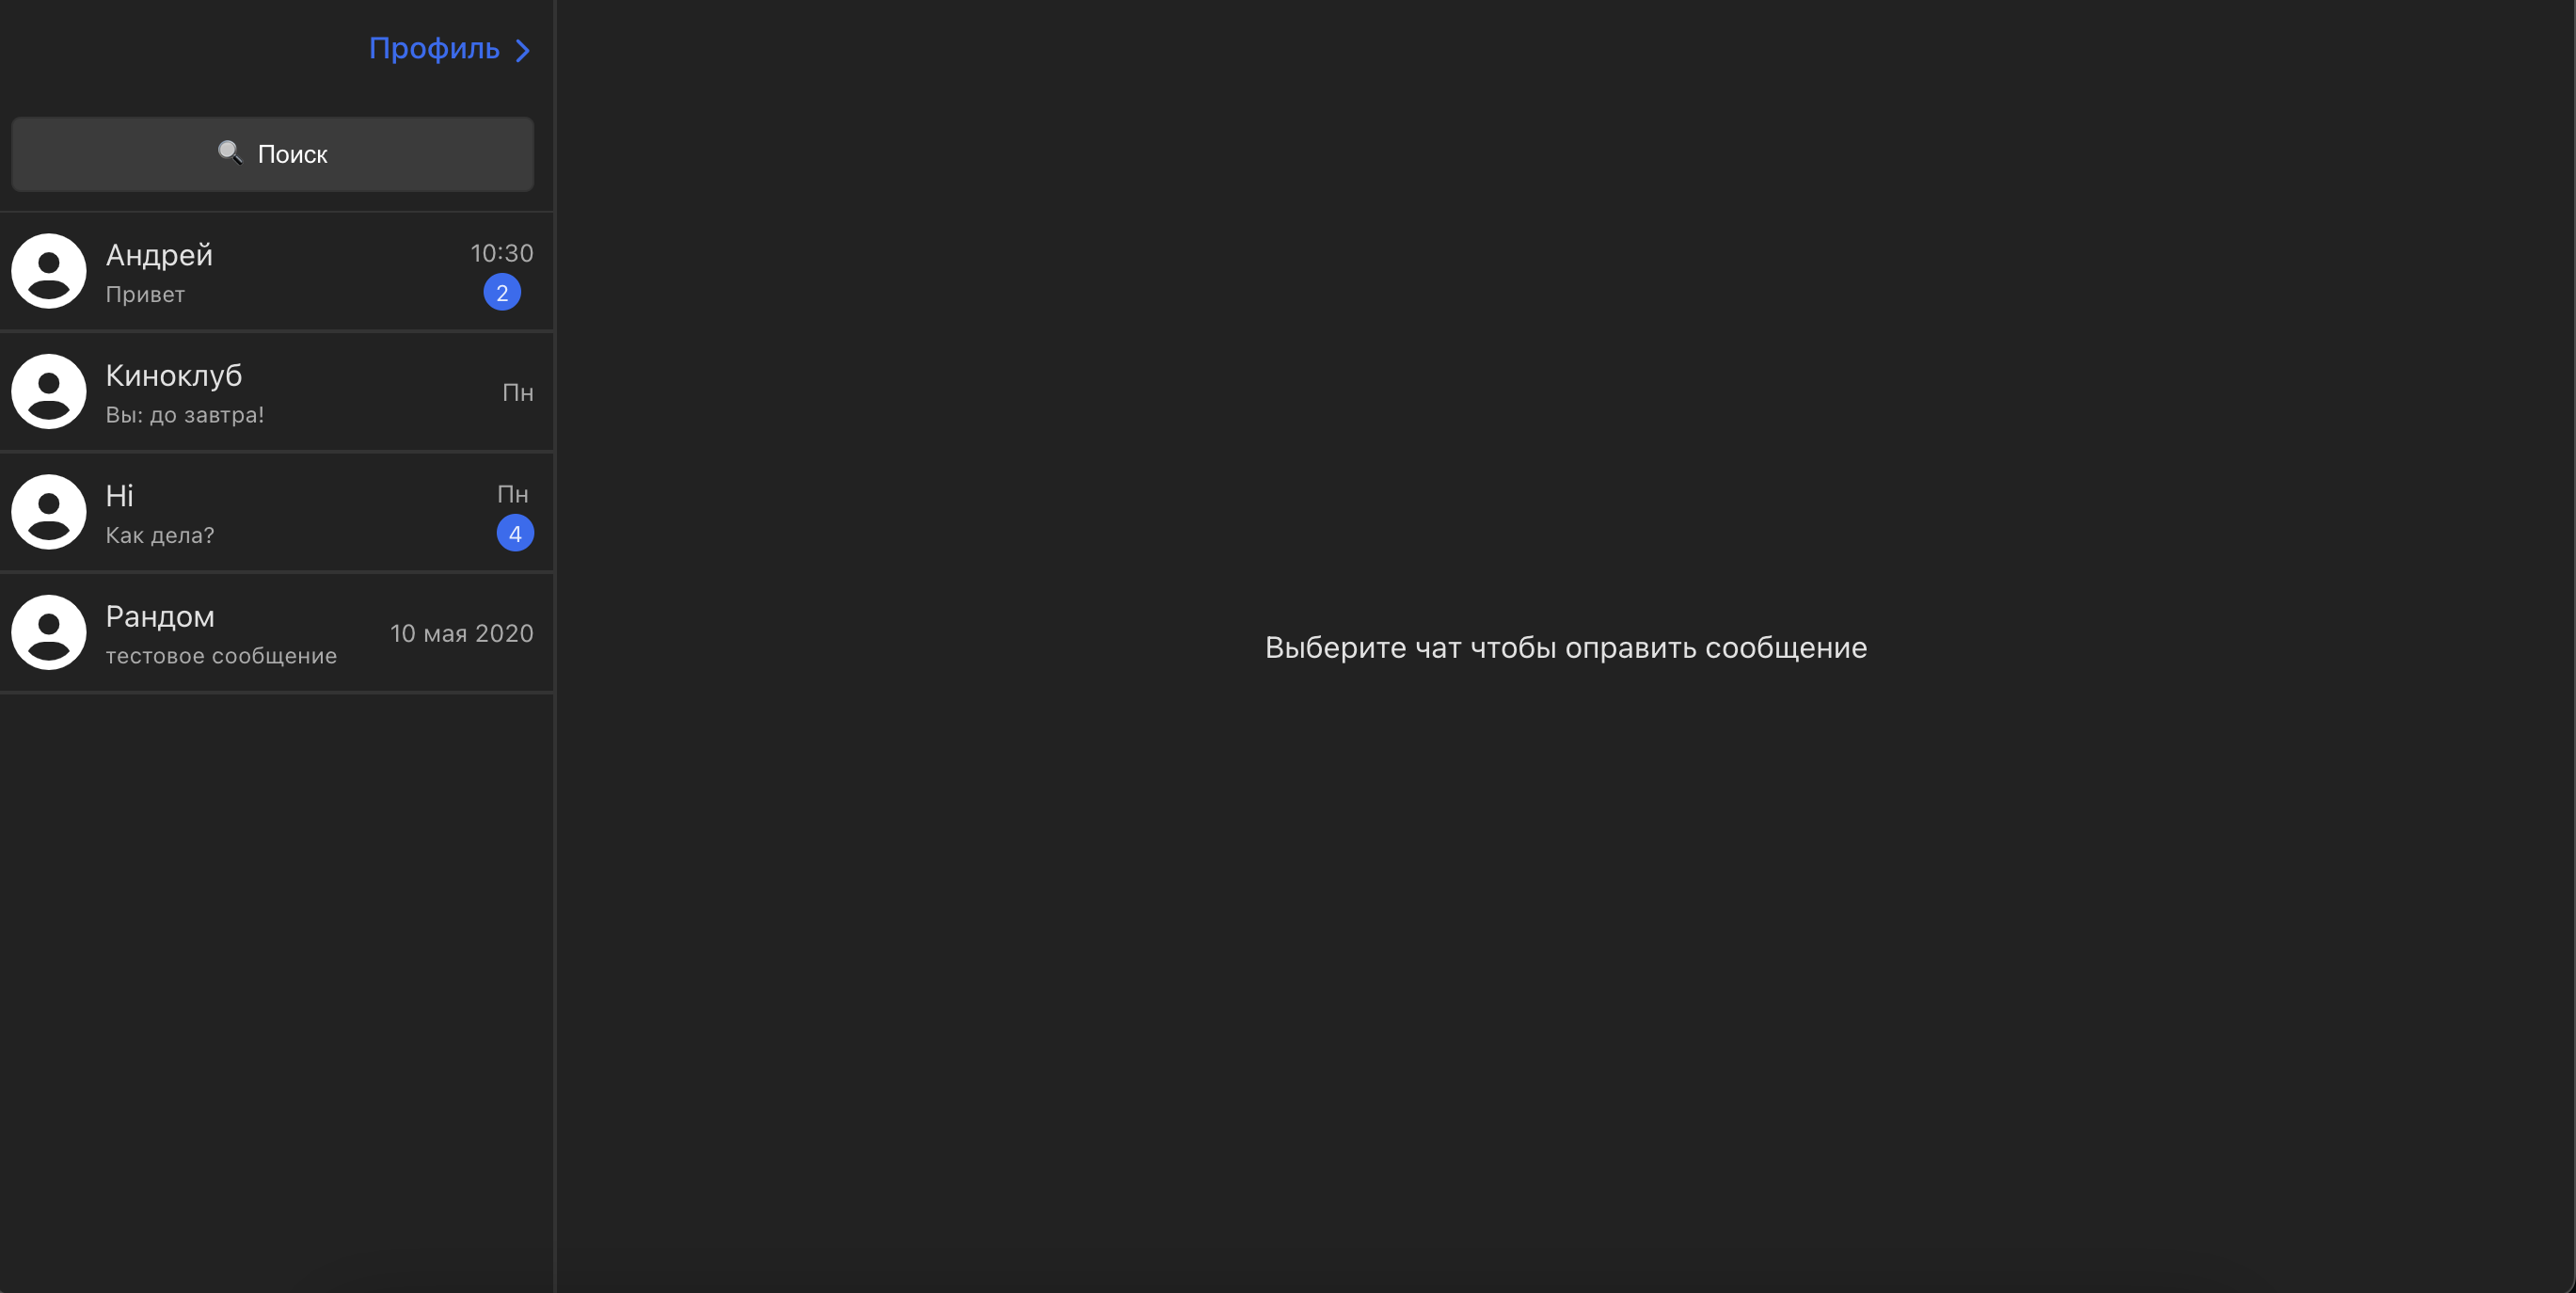 Профиль
Поиск
Андрей
10:30
Привет
2
Киноклуб
Пн
Вы: до завтра!
Hi
Пн
Как дела?
4
Рандом
10 мая 2020
тестовое сообщение
Выберите чат чтобы оправить сообщение